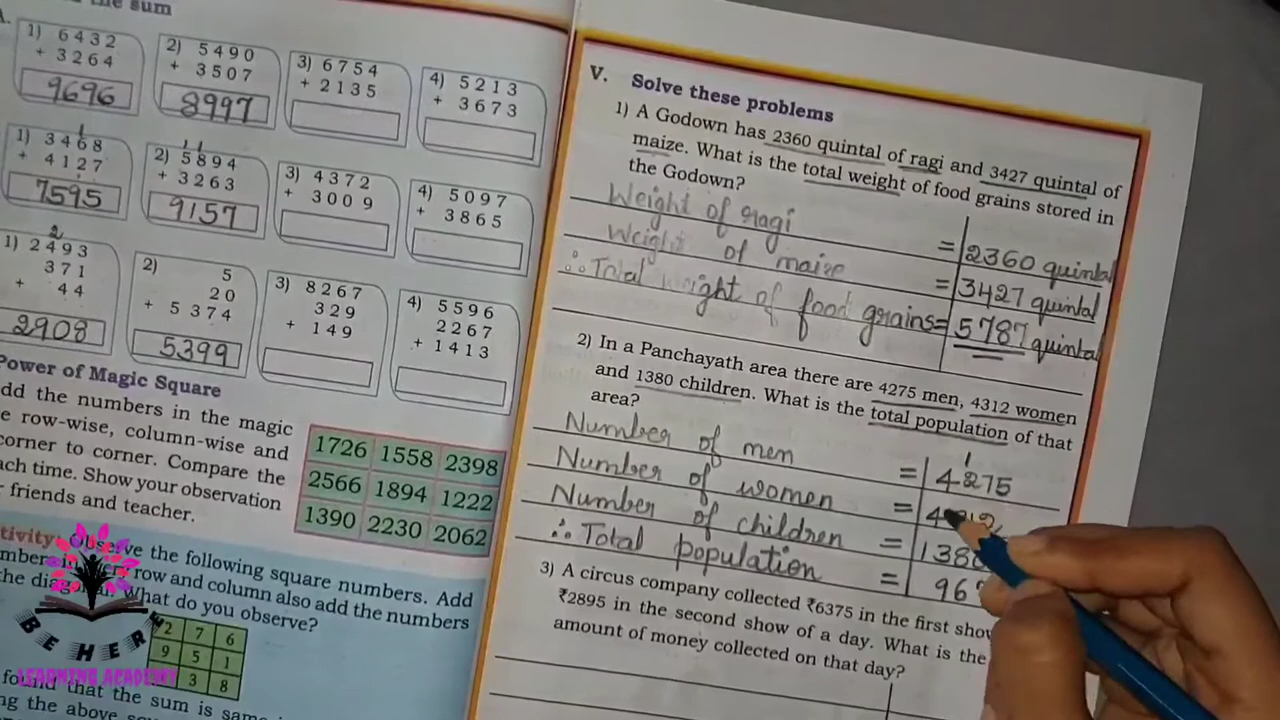 the sum
A.
1) 6432
+ 3264
9696
2) 5490
+ 3507
8997
3) 6754
+ 2135
4) 5213
+ 3673
1) 3468
+ 4127
7595
2) 5894
+ 3263
9157
3) 4372
+ 3009
4) 5097
+ 3865
1) 2493
371
+ 44
2908
2) 5
20
+ 5374
5399
3) 8267
329
+ 149
4) 5596
2267
+ 1413
Power of Magic Square
dd the numbers in the magic
e row-wise, column-wise and
corner to corner. Compare the
ach time. Show your observation
friends and teacher.
1726 1558 2398
2566 1894 1222
1390 2230 2062
tivity: Observe the following square numbers. Add
row and column also add the numbers
the diagonal. What do you observe?
2 7 6
9 5 1
3 8
found that the sum is same
ng the above
BEHERA
LEARNING ACADEMY
V. Solve these problems
1) A Godown has 2360 quintal of ragi and 3427 quintal of
maize. What is the total weight of food grains stored in
the Godown?
Weight of ragi = 2360 quintal
Weight of maize = 3427 quintal
∴ Total weight of food grains = 5787 quintal
2) In a Panchayath area there are 4275 men, 4312 women
and 1380 children. What is the total population of that
area?
1
Number of men = 4275
Number of women =
Number of children = 138
∴ Total population = 96
3) A circus company collected ₹6375 in the first show
₹2895 in the second show of a day. What is the
amount of money collected on that day?